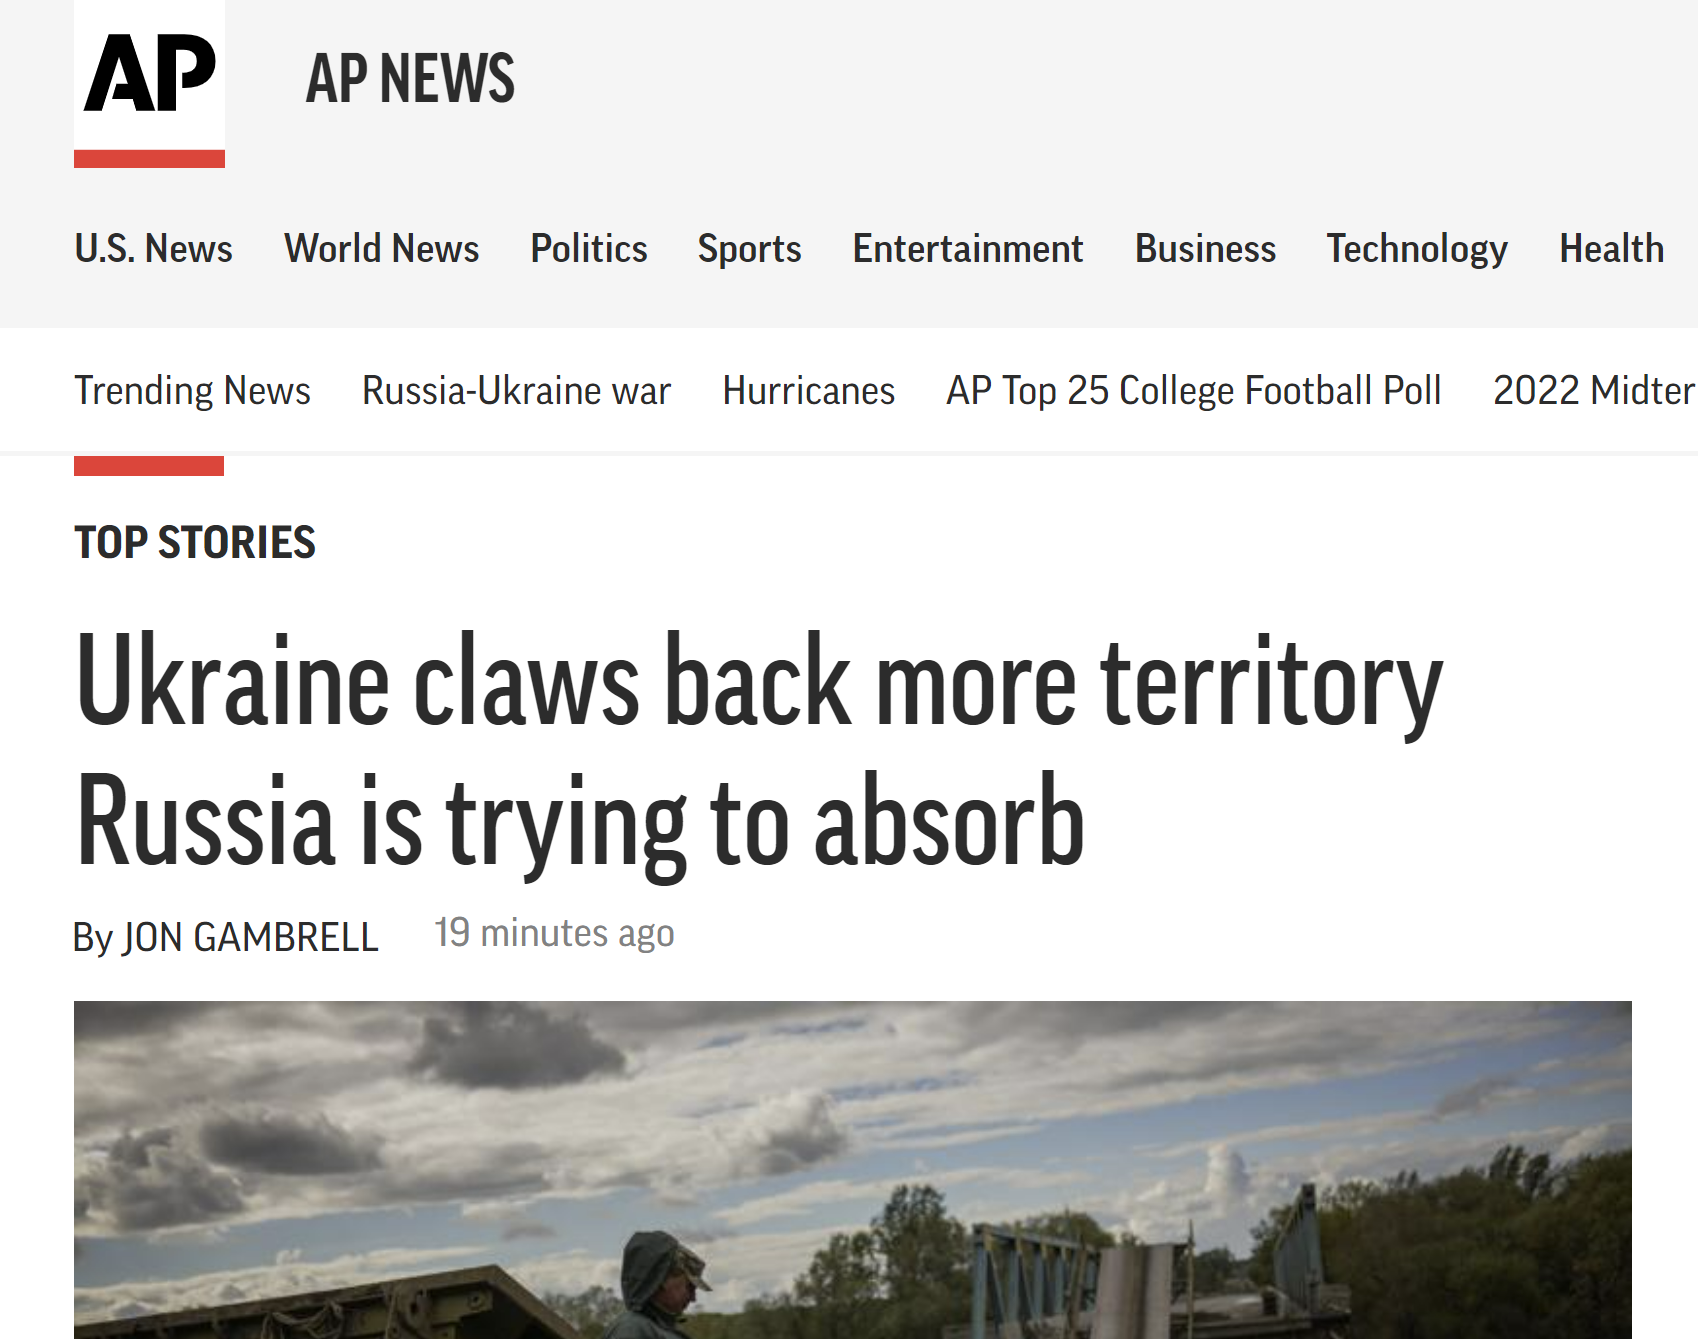 AP
AP NEWS
U.S. News World News Politics Sports Entertainment Business Technology Health
Trending News Russia-Ukraine war Hurricanes AP Top 25 College Football Poll 2022 Midter
TOP STORIES
Ukraine claws back more territory
Russia is trying to absorb
By JON GAMBRELL 19 minutes ago